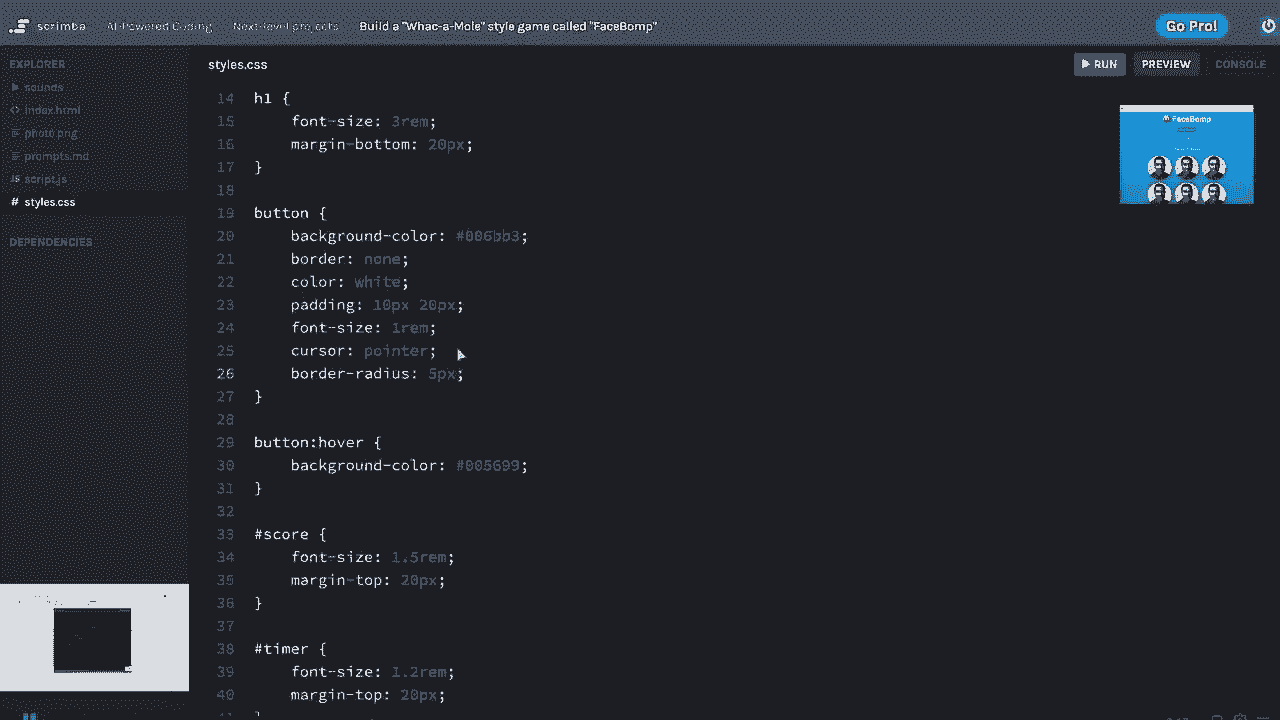 scrimba AI-Powered Coding Next-level projects Build a "Whac-a-Mole" style game called "FaceBomp" Go Pro!
EXPLORER
sounds
index.html
photo.png
prompts.md
script.js
styles.css
DEPENDENCIES
styles.css RUN PREVIEW CONSOLE
FaceBomp
14 h1 {
15 font-size: 3rem;
16 margin-bottom: 20px;
17 }
18
19 button {
20 background-color: #006bb3;
21 border: none;
22 color: white;
23 padding: 10px 20px;
24 font-size: 1rem;
25 cursor: pointer;
26 border-radius: 5px;
27 }
28
29 button:hover {
30 background-color: #005699;
31 }
32
33 #score {
34 font-size: 1.5rem;
35 margin-top: 20px;
36 }
37
38 #timer {
39 font-size: 1.2rem;
40 margin-top: 20px;